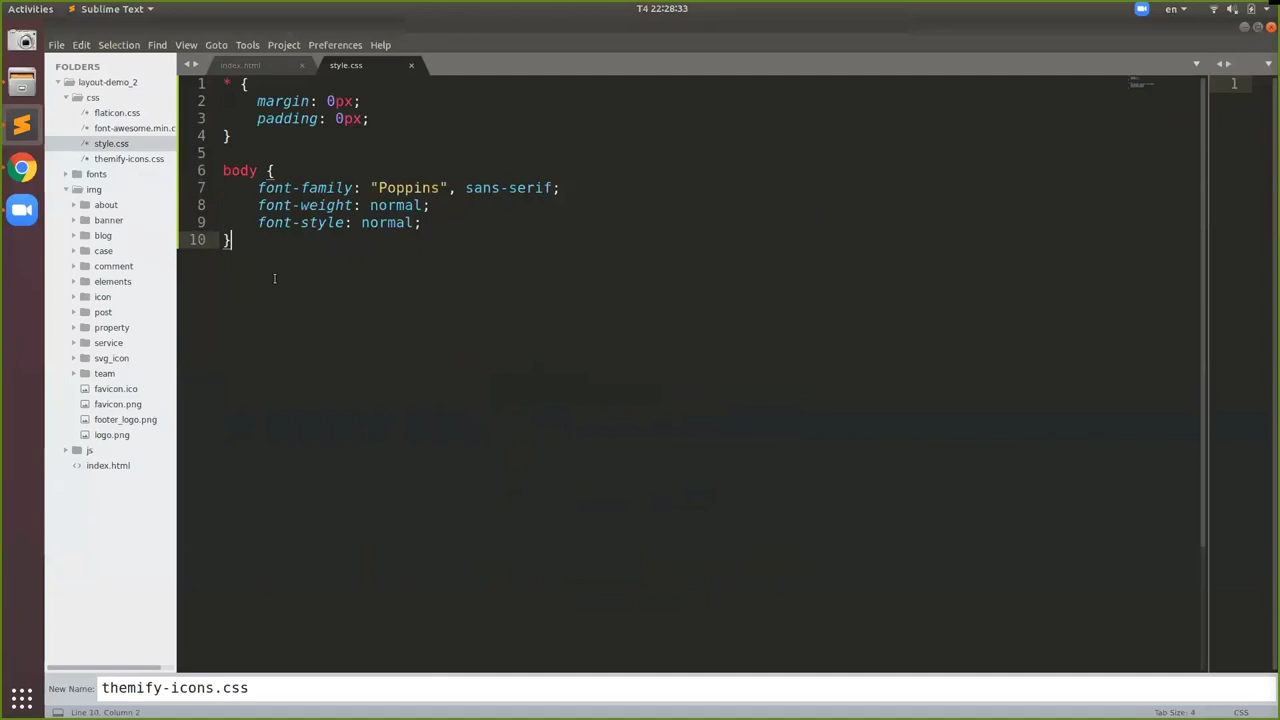 Activities
Sublime Text
T4 22:28:33
en
File Edit Selection Find View Goto Tools Project Preferences Help
FOLDERS
layout-demo_2
css
flaticon.css
font-awesome.min.c
style.css
themify-icons.css
fonts
img
about
banner
blog
case
comment
elements
icon
post
property
service
svg_icon
team
favicon.ico
favicon.png
footer_logo.png
logo.png
js
index.html
index.html
style.css
1 * {
2 margin: 0px;
3 padding: 0px;
4 }
5
6 body {
7 font-family: "Poppins", sans-serif;
8 font-weight: normal;
9 font-style: normal;
10 }
1
New Name: themify-icons.css
Line 10, Column 2
Tab Size: 4
CSS